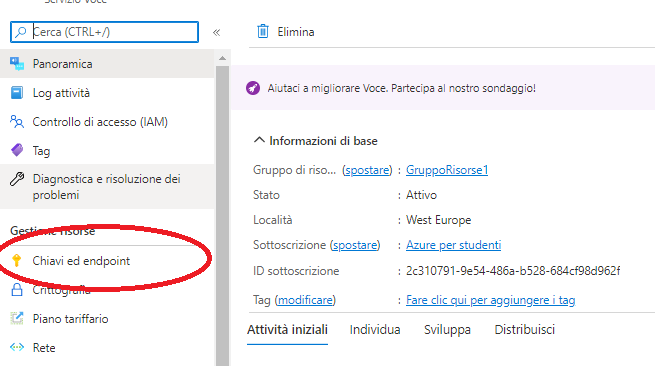 Servizio Voce
Cerca (CTRL+/)
«
Elimina
Panoramica
Log attività
Controllo di accesso (IAM)
Tag
Diagnostica e risoluzione dei
problemi
Gestione risorse
Chiavi ed endpoint
Crittografia
Piano tariffario
Rete
Aiutaci a migliorare Voce. Partecipa al nostro sondaggio!
Informazioni di base
Gruppo di riso... (spostare) : GruppoRisorse1
Stato : Attivo
Località : West Europe
Sottoscrizione (spostare) : Azure per studenti
ID sottoscrizione : 2c310791-9e54-486a-b528-684cf98d962f
Tag (modificare) : Fare clic qui per aggiungere i tag
Attività iniziali Individua Sviluppa Distribuisci